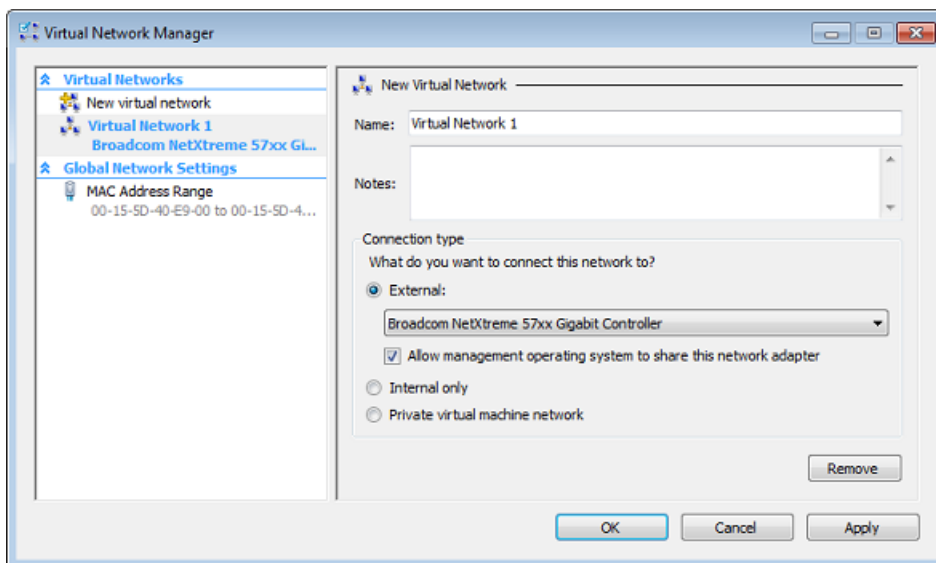 Virtual Network Manager
Virtual Networks
New virtual network
Virtual Network 1
Broadcom NetXtreme 57xx Gi...
Global Network Settings
MAC Address Range
00-15-5D-40-E9-00 to 00-15-5D-4...
New Virtual Network
Name: Virtual Network 1
Notes:
Connection type
What do you want to connect this network to?
External:
Broadcom NetXtreme 57xx Gigabit Controller
Allow management operating system to share this network adapter
Internal only
Private virtual machine network
Remove
OK Cancel Apply